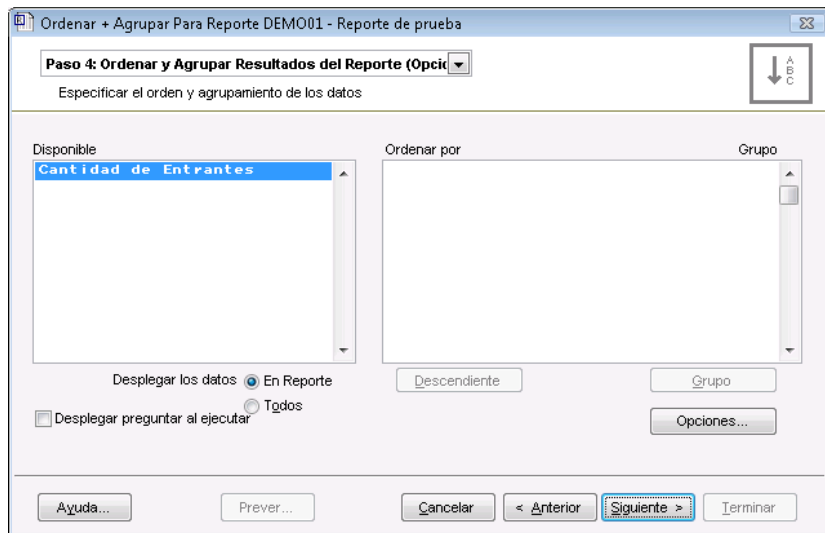 Ordenar + Agrupar Para Reporte DEMO01 - Reporte de prueba
Paso 4: Ordenar y Agrupar Resultados del Reporte (Opcic
Especificar el orden y agrupamiento de los datos
A
B
C
Disponible
Ordenar por
Grupo
Cantidad de Entrantes
Desplegar los datos
En Reporte
Todos
Desplegar preguntar al ejecutar
Descendiente
Grupo
Opciones...
Ayuda...
Prever...
Cancelar
< Anterior
Siguiente >
Terminar